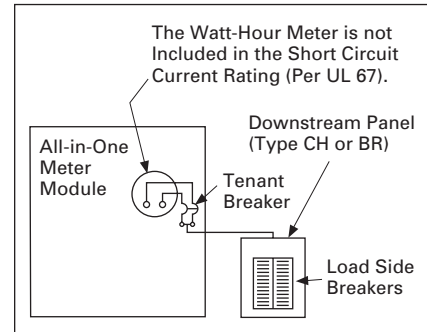 The Watt-Hour Meter is not
Included in the Short Circuit
Current Rating (Per UL 67).
Downstream Panel
(Type CH or BR)
All-in-One
Meter
Module
Tenant
Breaker
Load Side
Breakers